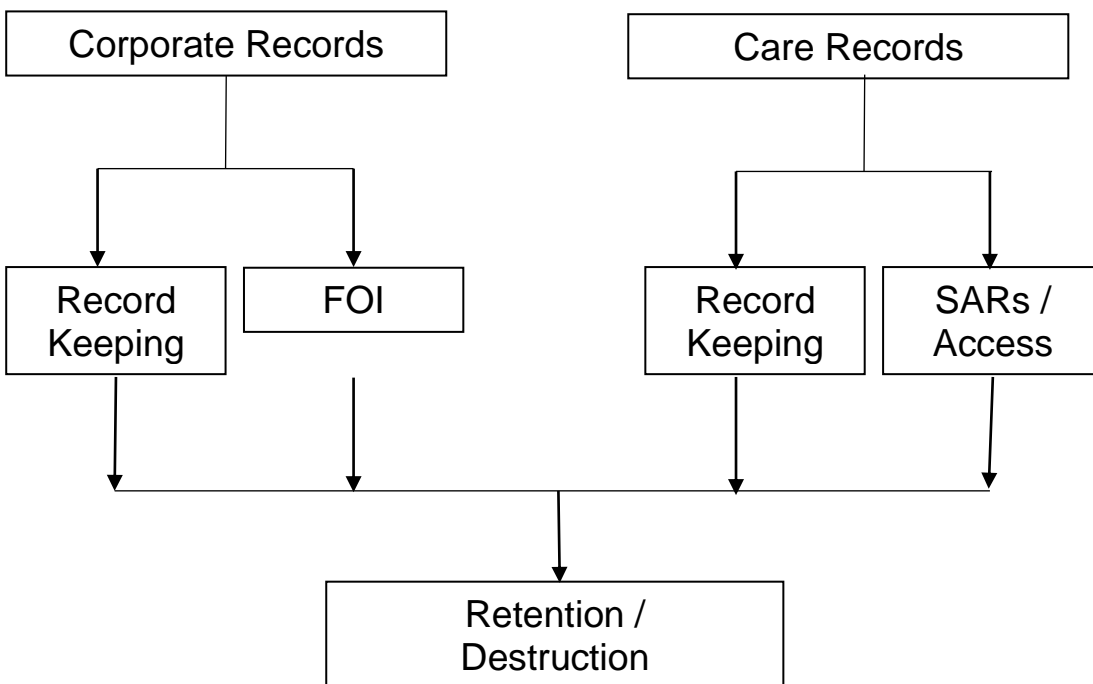 Corporate Records
Care Records
Record
Keeping
FOI
Record
Keeping
SARs /
Access
Retention /
Destruction